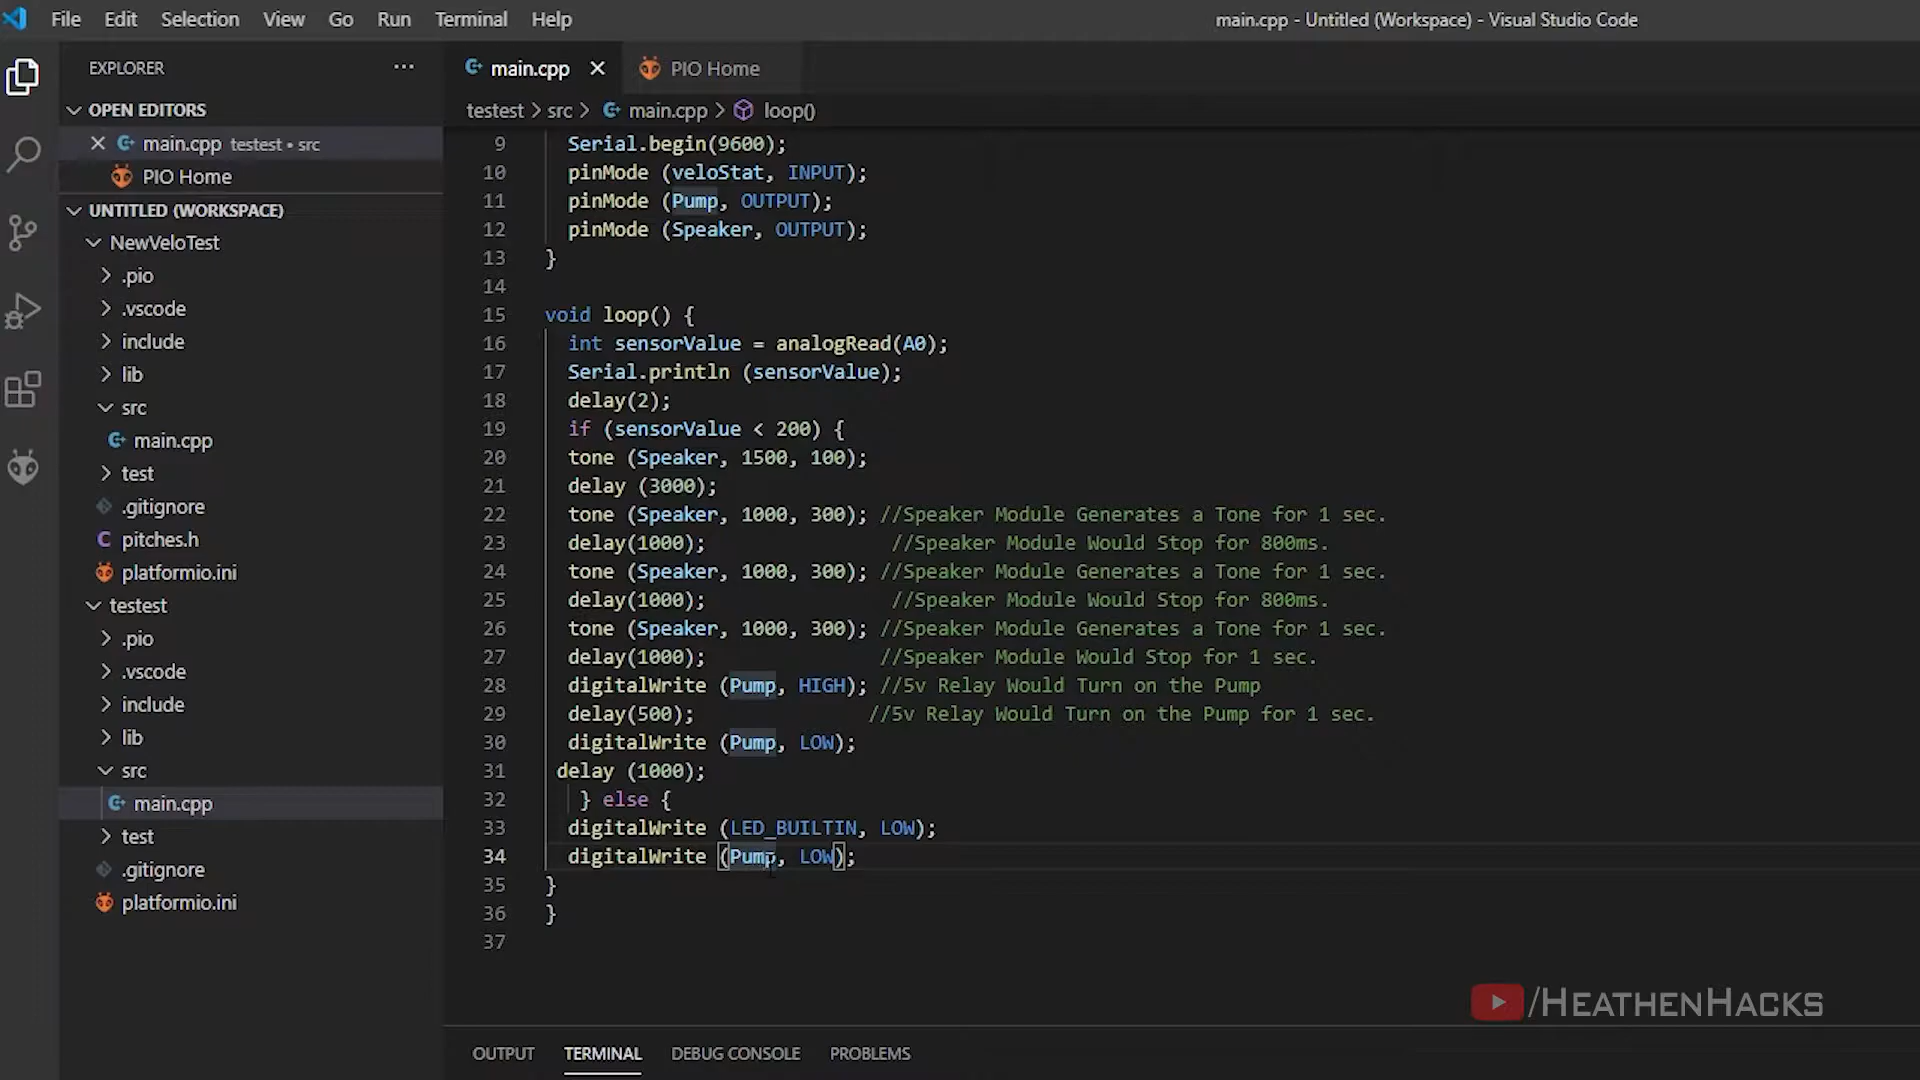 File Edit Selection View Go Run Terminal Help
main.cpp - Untitled (Workspace) - Visual Studio Code
EXPLORER ...
OPEN EDITORS
main.cpp testest • src
PIO Home
UNTITLED (WORKSPACE)
NewVeloTest
.pio
.vscode
include
lib
src
main.cpp
test
.gitignore
pitches.h
platformio.ini
testest
.pio
.vscode
include
lib
src
main.cpp
test
.gitignore
platformio.ini
main.cpp PIO Home
testest > src > main.cpp > loop()
9 Serial.begin(9600);
10 pinMode (veloStat, INPUT);
11 pinMode (Pump, OUTPUT);
12 pinMode (Speaker, OUTPUT);
13 }
14
15 void loop() {
16 int sensorValue = analogRead(A0);
17 Serial.println (sensorValue);
18 delay(2);
19 if (sensorValue < 200) {
20 tone (Speaker, 1500, 100);
21 delay (3000);
22 tone (Speaker, 1000, 300); //Speaker Module Generates a Tone for 1 sec.
23 delay(1000); //Speaker Module Would Stop for 800ms.
24 tone (Speaker, 1000, 300); //Speaker Module Generates a Tone for 1 sec.
25 delay(1000); //Speaker Module Would Stop for 800ms.
26 tone (Speaker, 1000, 300); //Speaker Module Generates a Tone for 1 sec.
27 delay(1000); //Speaker Module Would Stop for 1 sec.
28 digitalWrite (Pump, HIGH); //5v Relay Would Turn on the Pump
29 delay(500); //5v Relay Would Turn on the Pump for 1 sec.
30 digitalWrite (Pump, LOW);
31 delay (1000);
32 } else {
33 digitalWrite (LED_BUILTIN, LOW);
34 digitalWrite (Pump, LOW);
35 }
36 }
37
/HEATHENHACKS
OUTPUT TERMINAL DEBUG CONSOLE PROBLEMS